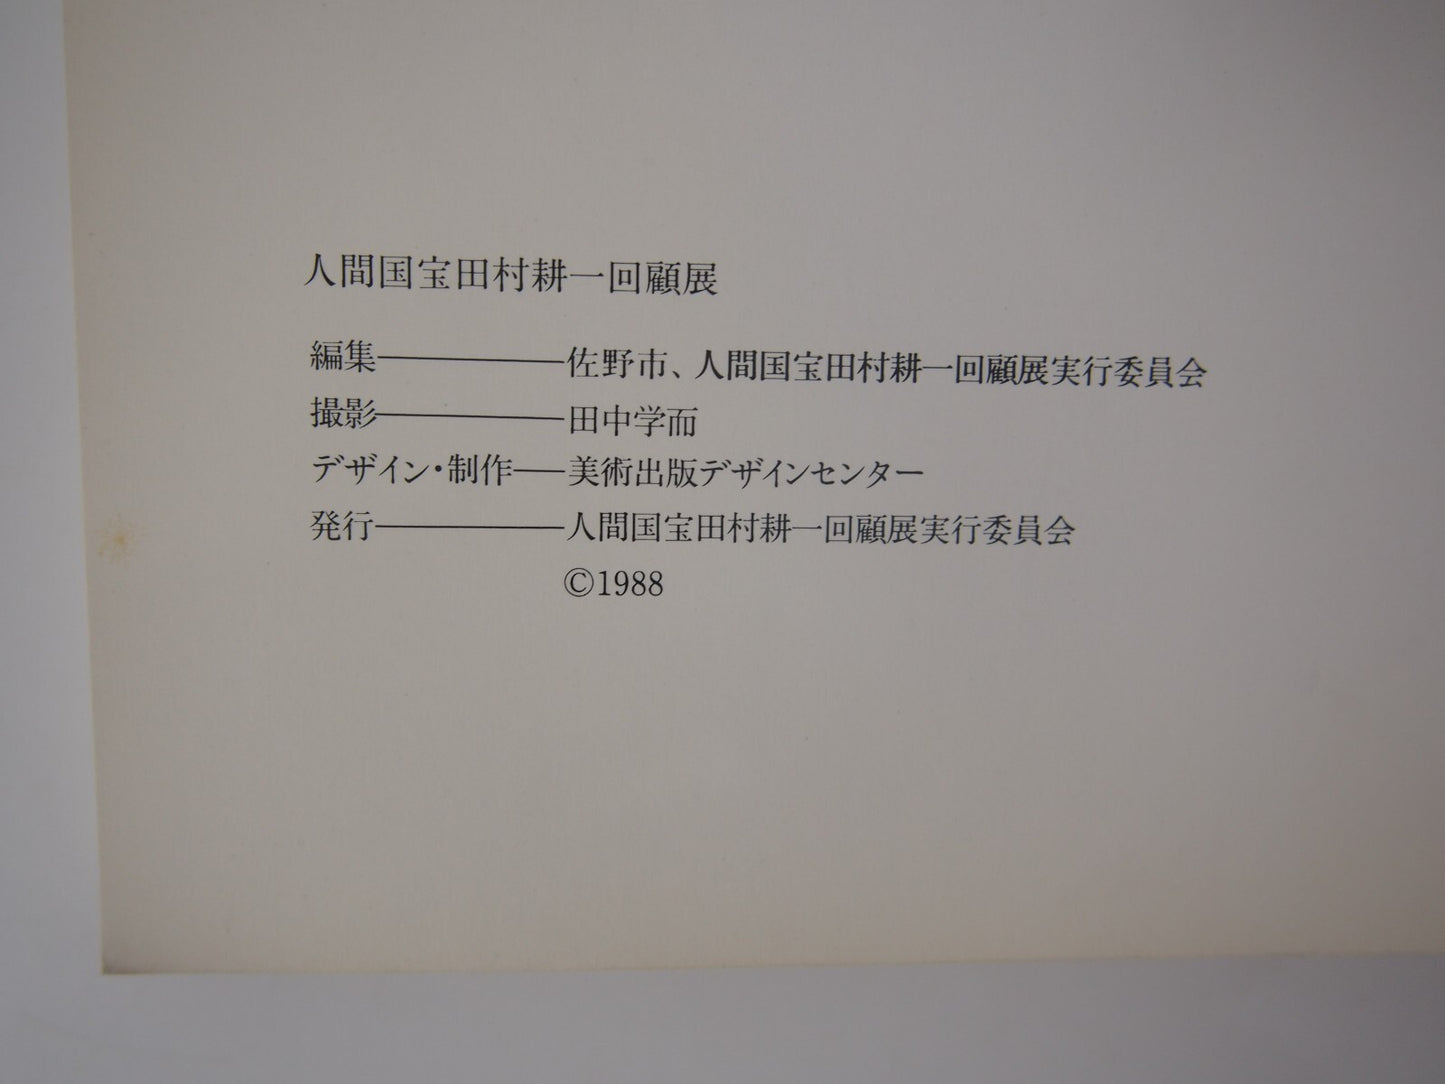 人間国宝田村耕一回顧展
編集――――佐野市、人間国宝田村耕一回顧展実行委員会
撮影――――田中学而
デザイン・制作――美術出版デザインセンター
発行――――人間国宝田村耕一回顧展実行委員会
©1988